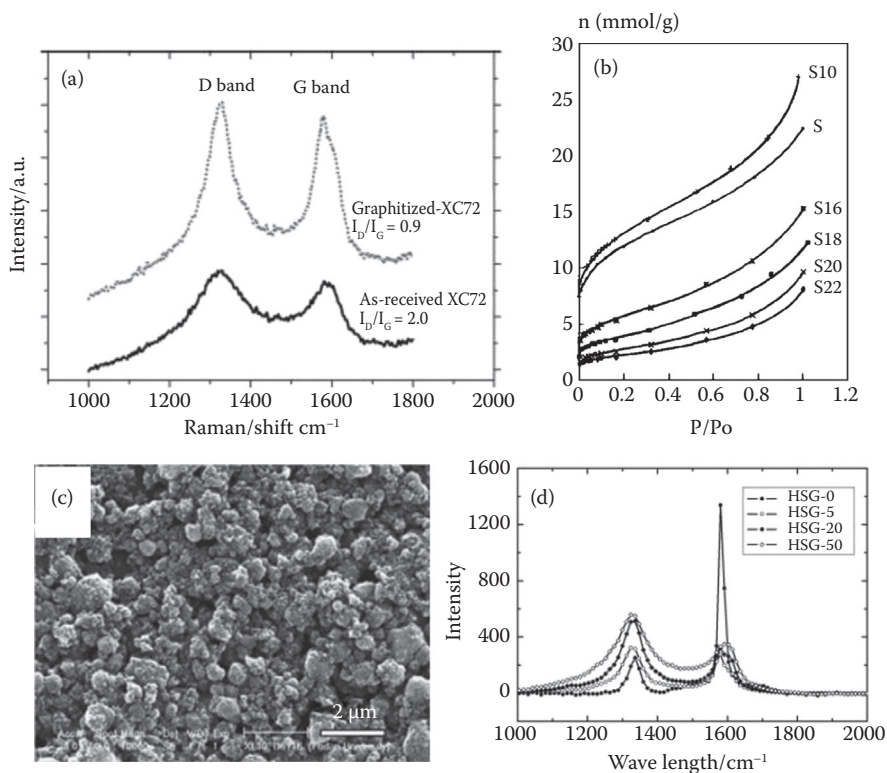 (a)
D band
G band
Graphitized-XC72
I_D/I_G = 0.9
As-received XC72
I_D/I_G = 2.0
Intensity/a.u.
1000 1200 1400 1600 1800 2000
Raman/shift cm⁻¹
n (mmol/g)
(b)
30
25
20
15
10
5
0
S10
S
S16
S18
S20
S22
0 0.2 0.4 0.6 0.8 1 1.2
P/Po
(c)
2 μm
(d)
HSG-0
HSG-5
HSG-20
HSG-50
Intensity
1600
1400
1200
800
400
0
1000 1200 1400 1600 1800 2000
Wave length/cm⁻¹